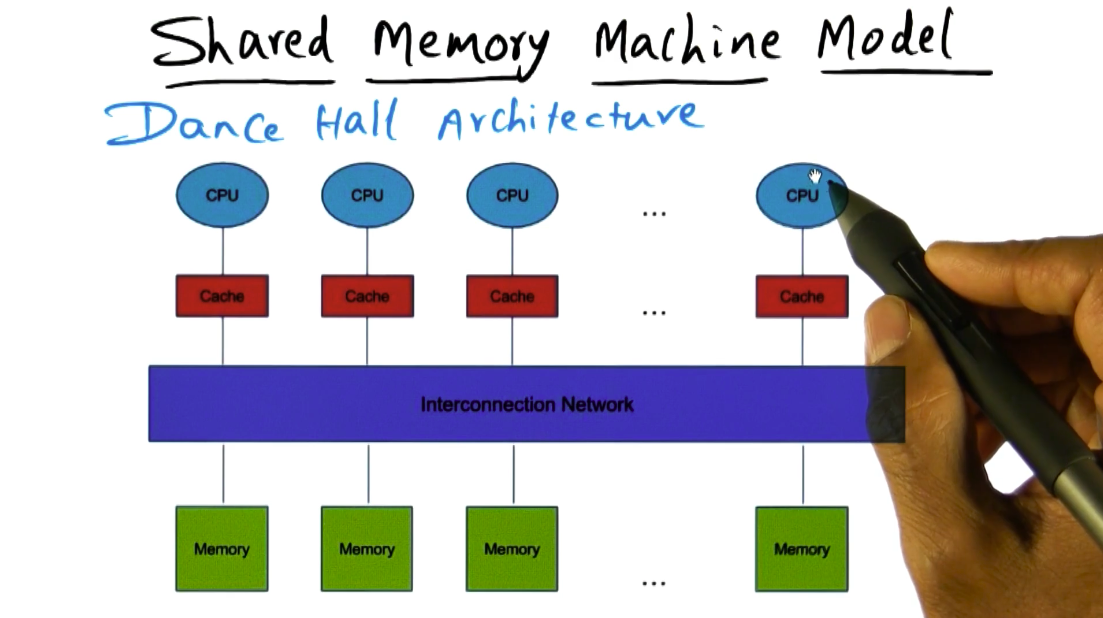 Shared Memory Machine Model
Dance Hall Architecture
CPU CPU CPU ... CPU
Cache Cache Cache ... Cache
Interconnection Network
Memory Memory Memory ... Memory